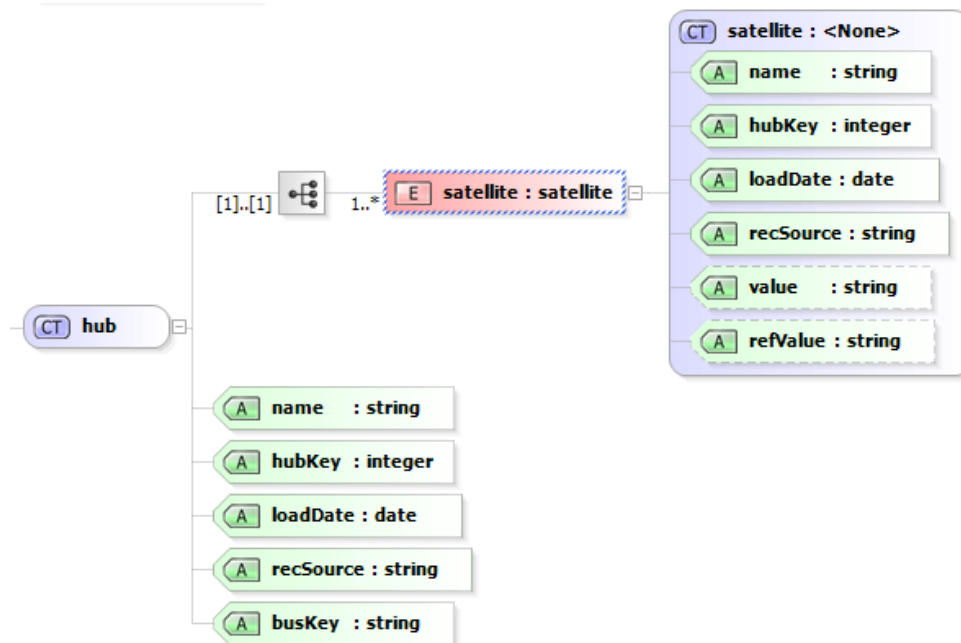 CT satellite : <None>
A name : string
A hubKey : integer
A loadDate : date
A recSource : string
A value : string
A refValue : string
[1]..[1] 1..* E satellite : satellite
CT hub
A name : string
A hubKey : integer
A loadDate : date
A recSource : string
A busKey : string